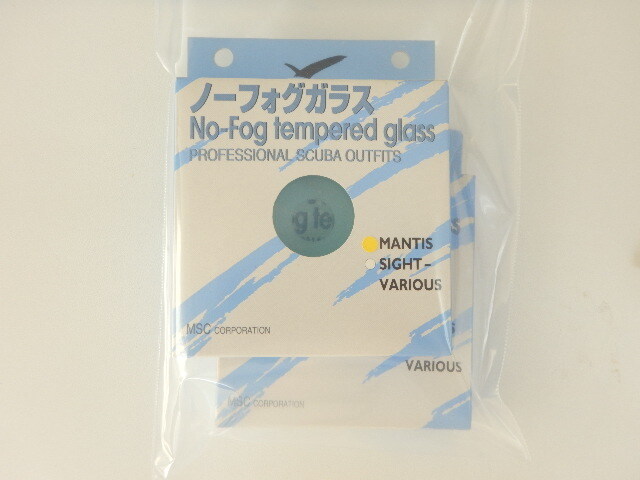 ノーフォグガラス
No-Fog tempered glass
PROFESSIONAL SCUBA OUTFITS
MANTIS
SIGHT–
VARIOUS
MSC CORPORATION
VARIOUS
MSC CORPORATION